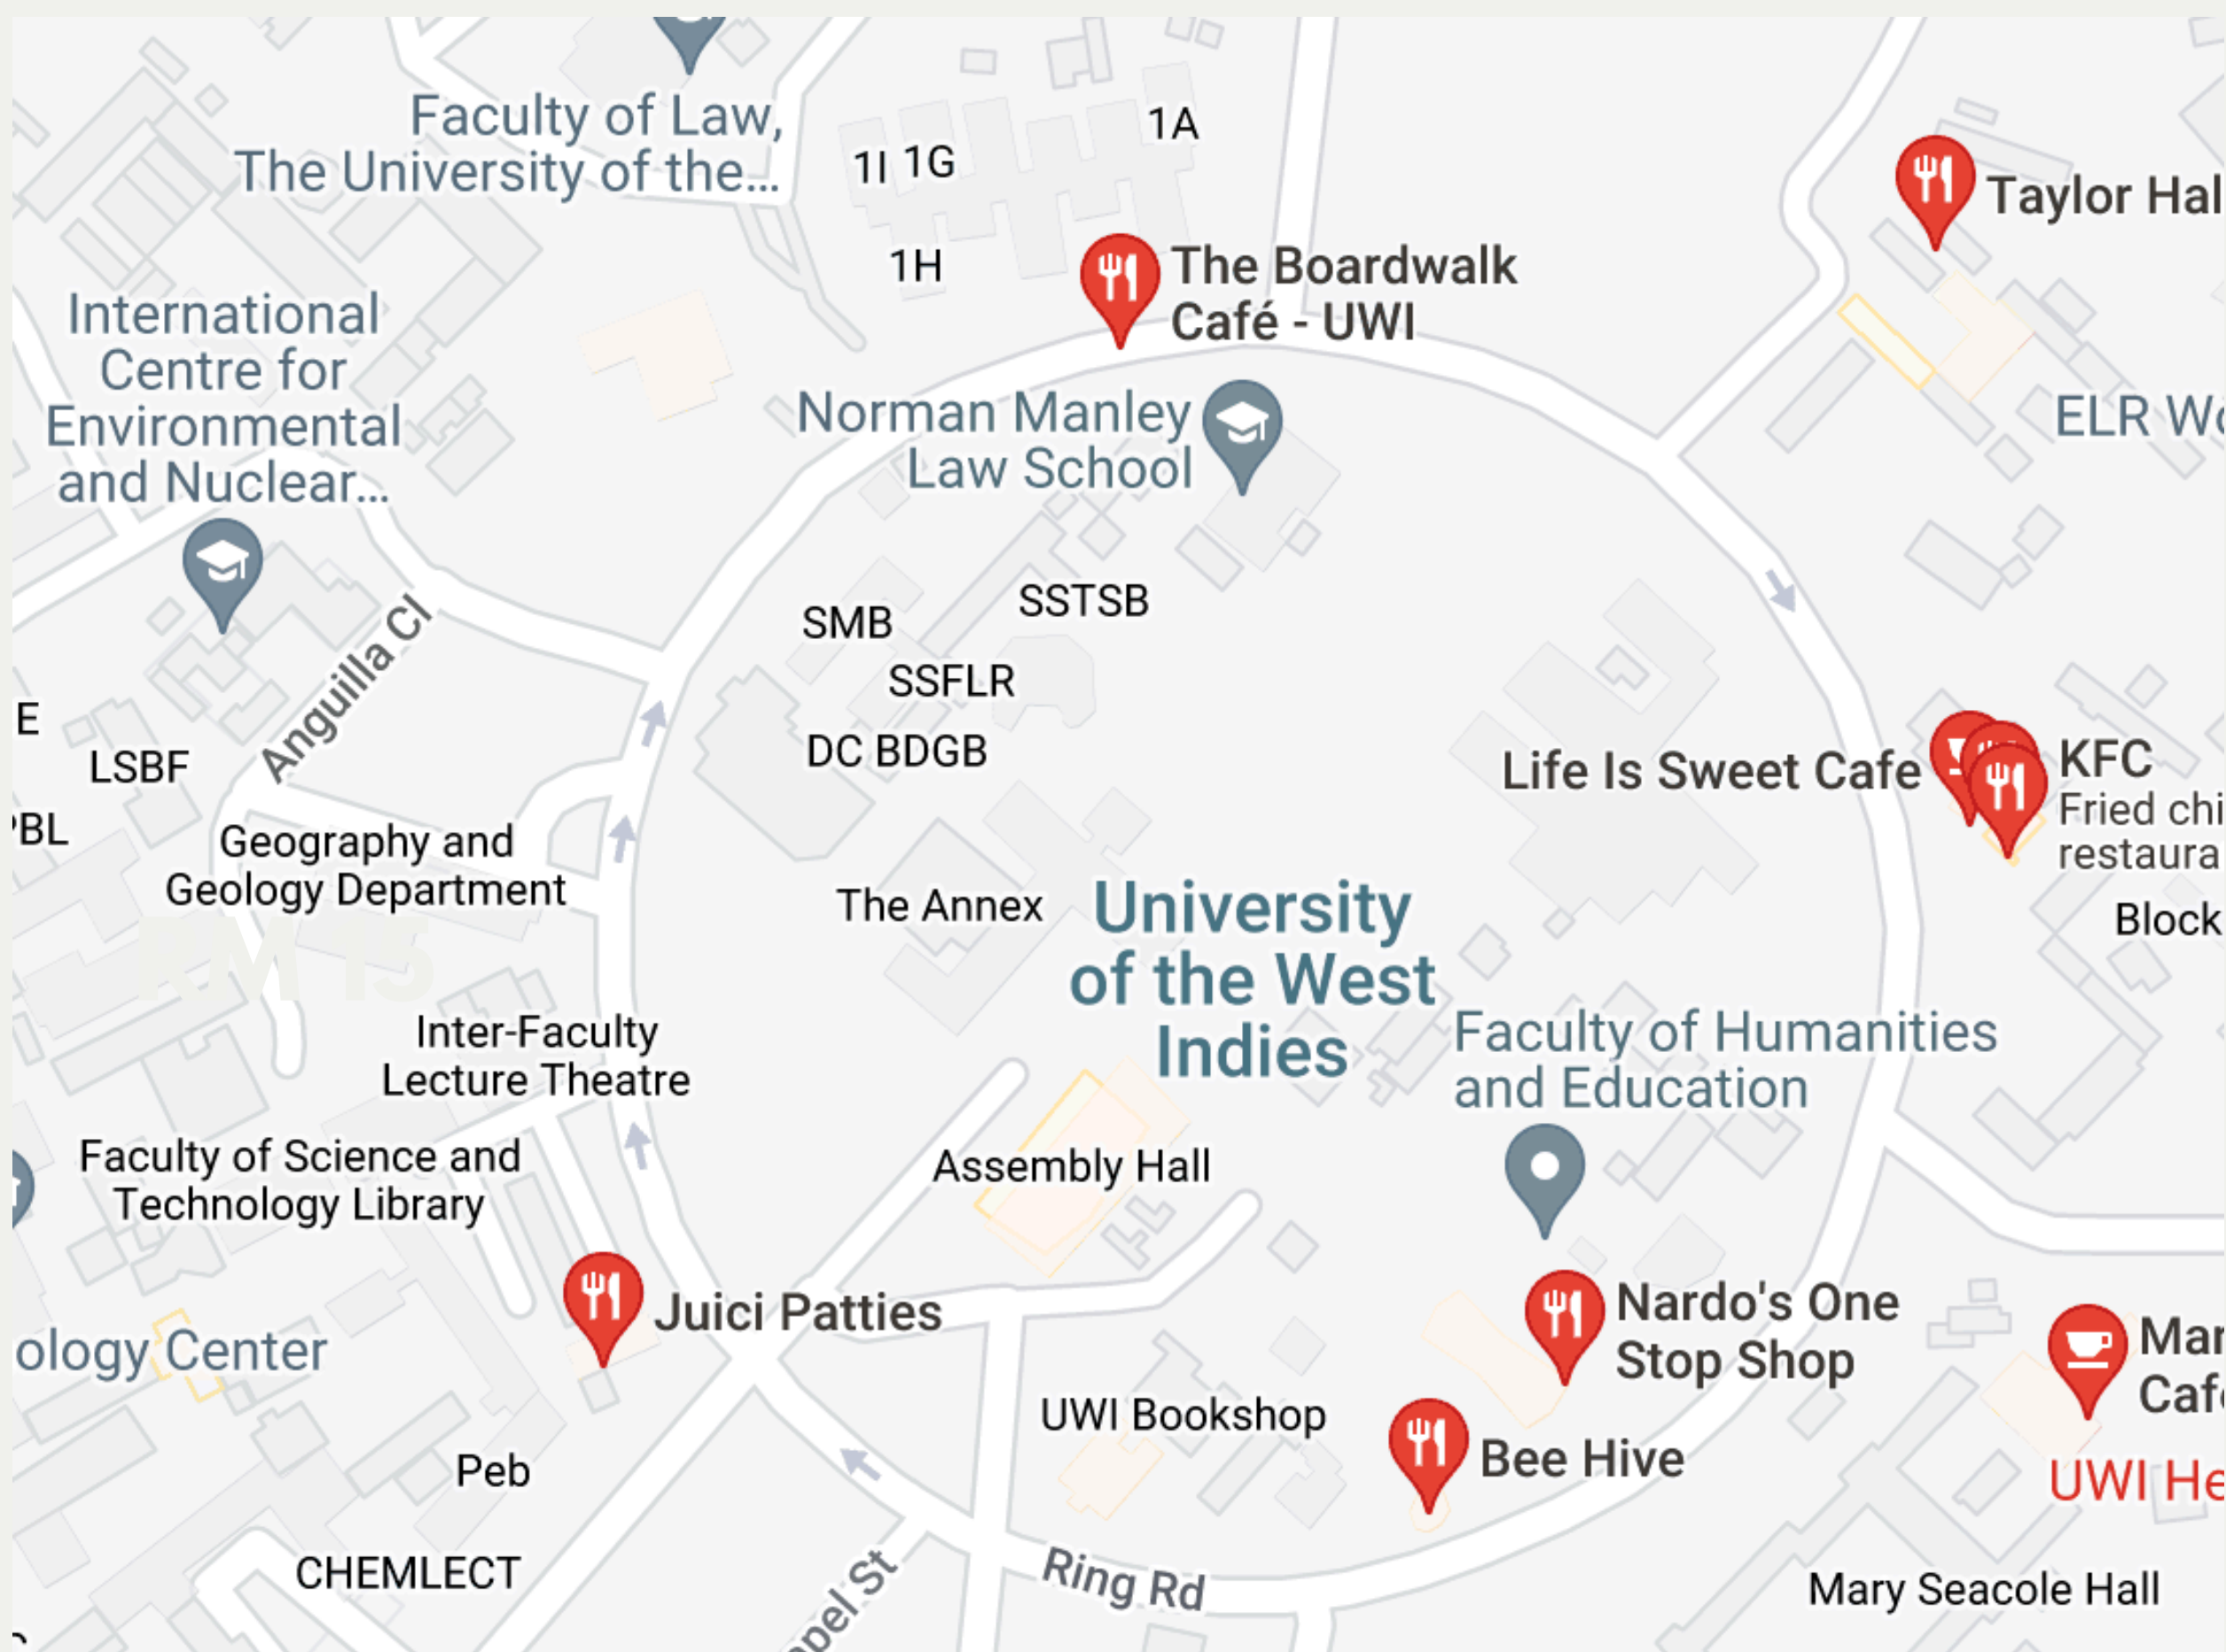 Faculty of Law,
The University of the...
1A
1I 1G
1H
Taylor Hal
The Boardwalk
Café - UWI
International
Centre for
Environmental
and Nuclear...
Norman Manley
Law School
ELR Wo
SSTSB
SMB
SSFLR
DC BDGB
Anguilla Cl
E
LSBF
Life Is Sweet Cafe
KFC
Fried chi
restaura
BL
Geography and
Geology Department
The Annex
University
of the West
Indies
Block
RM 15
Inter-Faculty
Lecture Theatre
Faculty of Humanities
and Education
Assembly Hall
Faculty of Science and
Technology Library
Juici Patties
Nardo's One
Stop Shop
ology Center
Mar
Cafe
UWI Bookshop
Bee Hive
Peb
UWI He
CHEMLECT
Ring Rd
pel St
Mary Seacole Hall